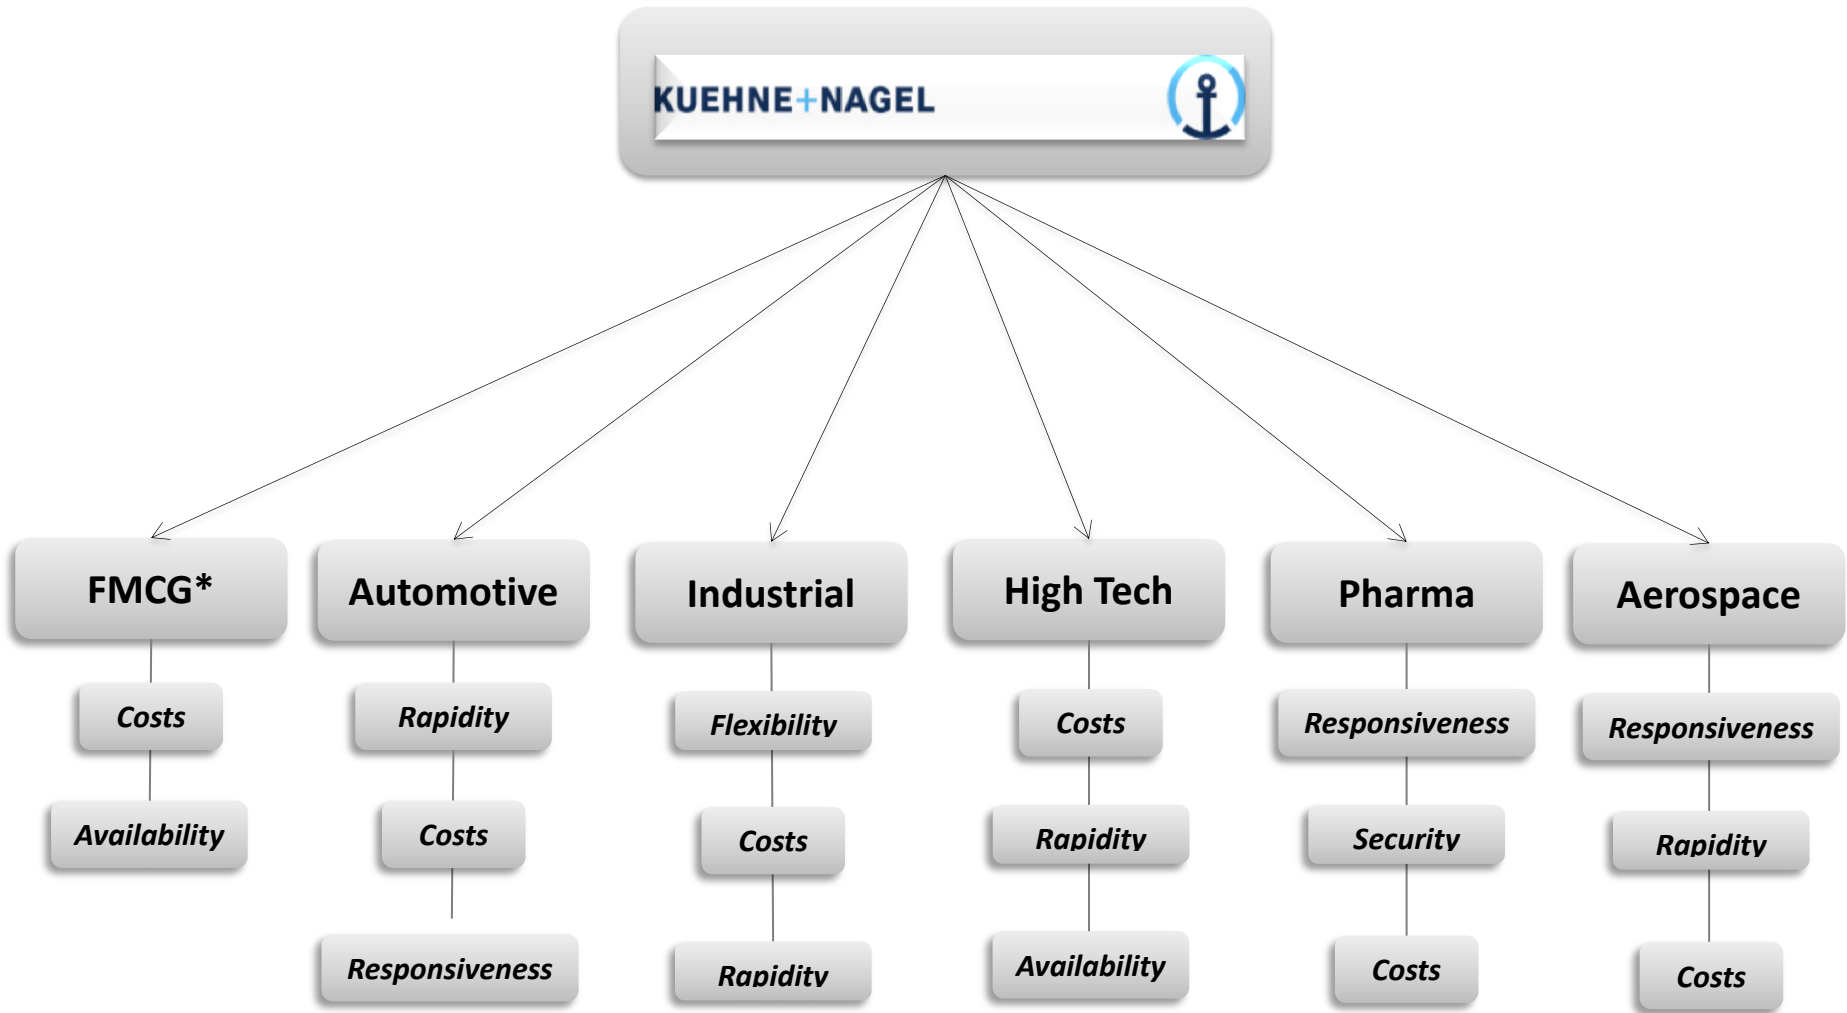 KUEHNE+NAGEL
FMCG*
Automotive
Industrial
High Tech
Pharma
Aerospace
Costs
Rapidity
Flexibility
Costs
Responsiveness
Responsiveness
Availability
Costs
Costs
Rapidity
Security
Rapidity
Responsiveness
Rapidity
Availability
Costs
Costs